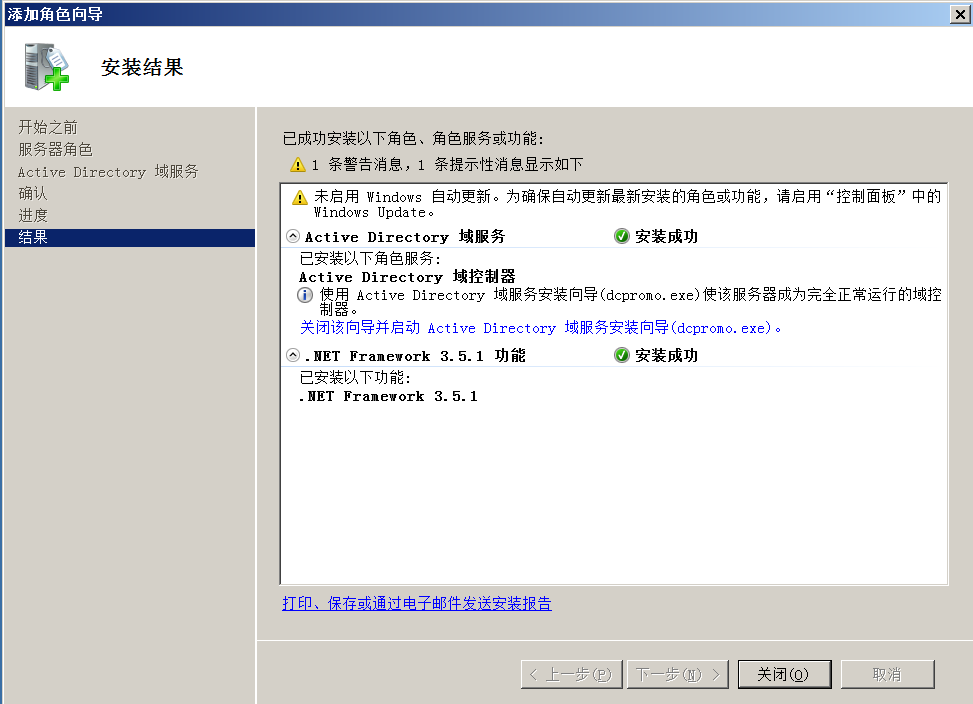 添加角色向导
安装结果
开始之前
服务器角色
Active Directory 域服务
确认
进度
结果
已成功安装以下角色、角色服务或功能:
1 条警告消息，1 条提示性消息显示如下
未启用 Windows 自动更新。为确保自动更新最新安装的角色或功能，请启用“控制面板”中的
Windows Update。
Active Directory 域服务 安装成功
已安装以下角色服务:
Active Directory 域控制器
使用 Active Directory 域服务安装向导(dcpromo.exe)使该服务器成为完全正常运行的域控
制器。
关闭该向导并启动 Active Directory 域服务安装向导(dcpromo.exe)。
.NET Framework 3.5.1 功能 安装成功
已安装以下功能:
.NET Framework 3.5.1
打印、保存或通过电子邮件发送安装报告
< 上一步(P) 下一步(N) > 关闭(O) 取消